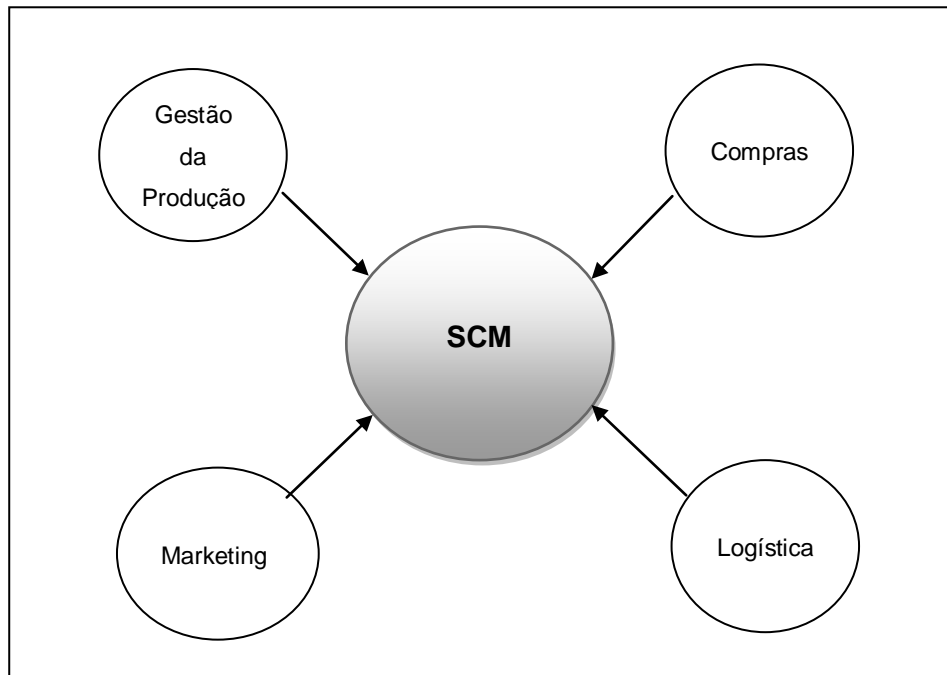 Gestão
da
Produção
Compras
SCM
Marketing
Logística